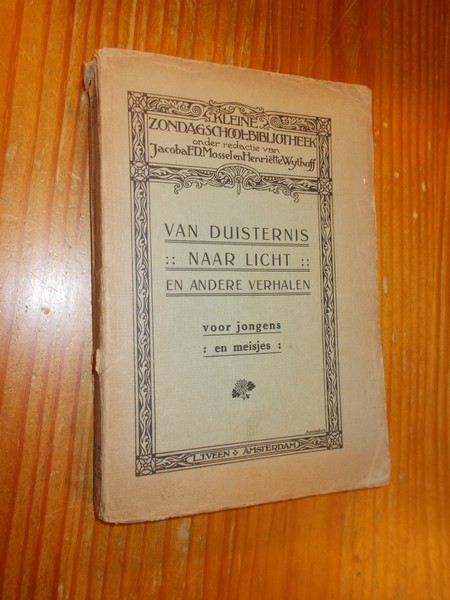 KLEINE
ZONDAGSCHOOL-BIBLIOTHEEK
onder redactie van
Jacoba F.D. Mossel en Henriëtte Wythoff
VAN DUISTERNIS
:: NAAR LICHT ::
EN ANDERE VERHALEN
voor jongens
: en meisjes :
L.J. VEEN AMSTERDAM